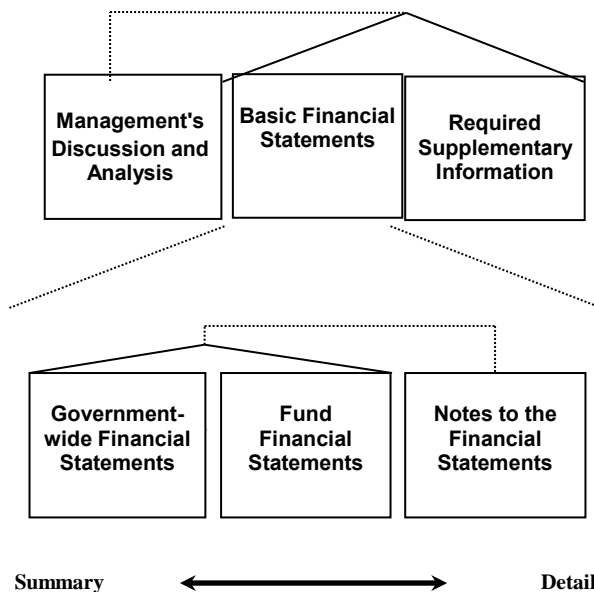 Management's
Discussion and
Analysis
Basic Financial
Statements
Required
Supplementary
Information
Government-
wide Financial
Statements
Fund
Financial
Statements
Notes to the
Financial
Statements
Summary
Detail